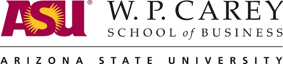 ASU® W. P. CAREY
SCHOOL of BUSINESS
ARIZONA STATE UNIVERSITY